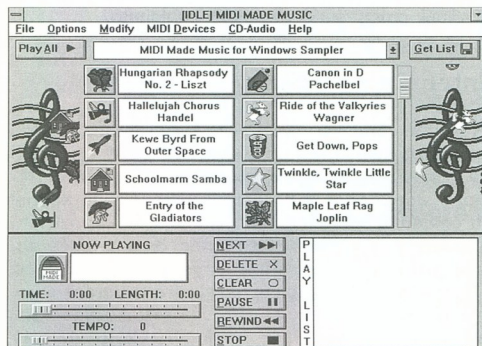 [IDLE] MIDI MADE MUSIC
File Options Modify MIDI Devices CD-Audio Help
Play All
MIDI Made Music for Windows Sampler
Get List
Hungarian Rhapsody
No. 2 - Liszt
Canon in D
Pachelbel
Hallelujah Chorus
Handel
Ride of the Valkyries
Wagner
Kewe Byrd From
Outer Space
Get Down, Pops
Schoolmarm Samba
Twinkle, Twinkle Little
Star
Entry of the
Gladiators
Maple Leaf Rag
Joplin
NOW PLAYING
MIDI
MADE
TIME: 0:00 LENGTH: 0:00
TEMPO: 0
NEXT
DELETE X
CLEAR
PAUSE
REWIND
STOP
PLAY LIST